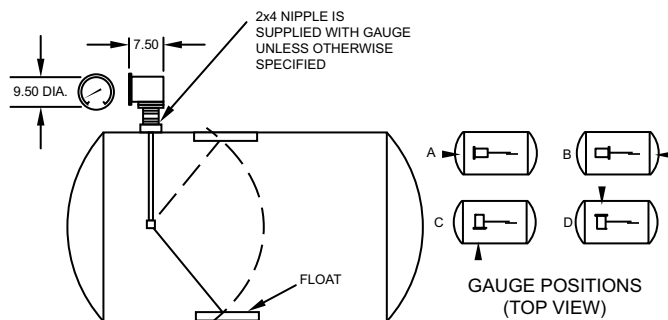 2x4 NIPPLE IS
SUPPLIED WITH GAUGE
UNLESS OTHERWISE
SPECIFIED
7.50
9.50 DIA.
A
B
C
D
FLOAT
GAUGE POSITIONS
(TOP VIEW)